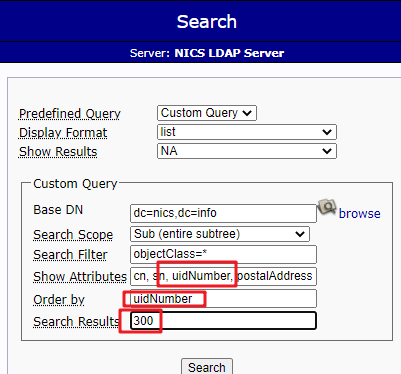 Search
Server: NICS LDAP Server
Predefined Query Custom Query
Display Format list
Show Results NA
Custom Query
Base DN dc=nics,dc=info browse
Search Scope Sub (entire subtree)
Search Filter objectClass=*
Show Attributes cn, sn, uidNumber, postalAddress
Order by uidNumber
Search Results 300
Search